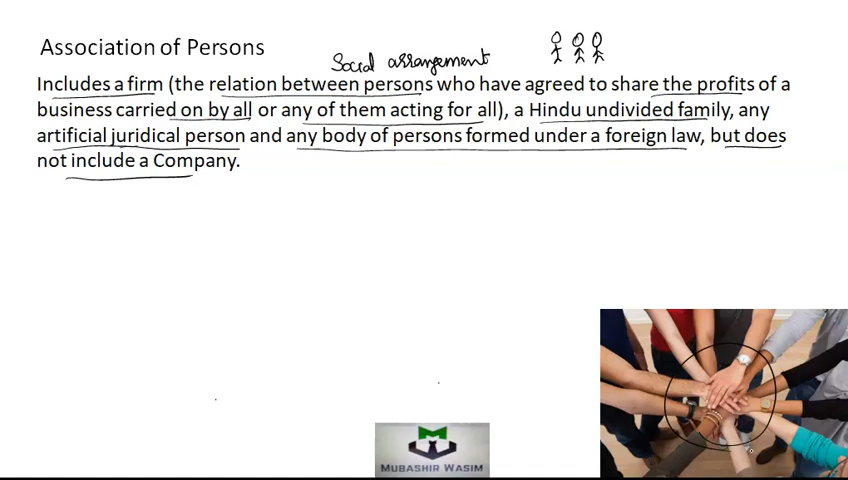 Association of Persons
Social arrangement
Includes a firm (the relation between persons who have agreed to share the profits of a
business carried on by all or any of them acting for all), a Hindu undivided family, any
artificial juridical person and any body of persons formed under a foreign law, but does
not include a Company.
MUBASHIR WASIM